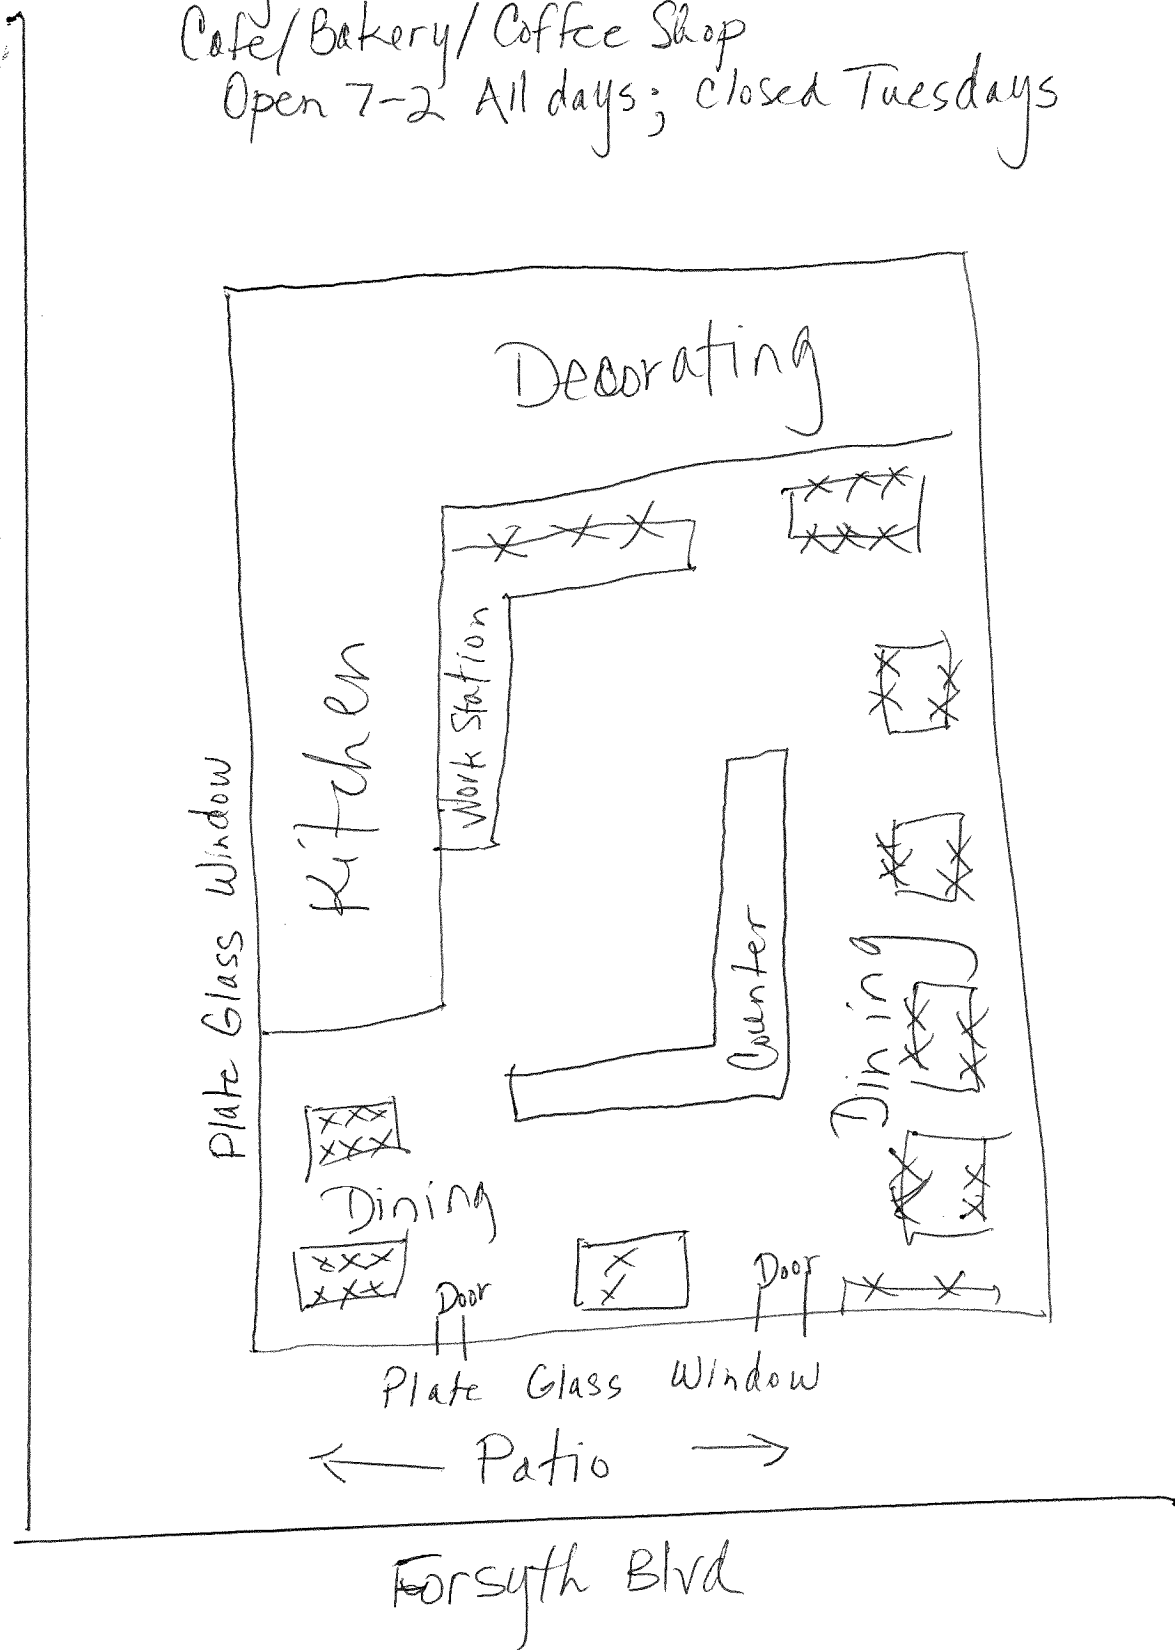 Café/Bakery/Coffee Shop
Open 7-2 All days; closed Tuesdays
Decorating
Kitchen
Work Station
Plate Glass Window
Counter
Dining
Dining
Door
Door
Plate Glass Window
← Patio →
Forsyth Blvd